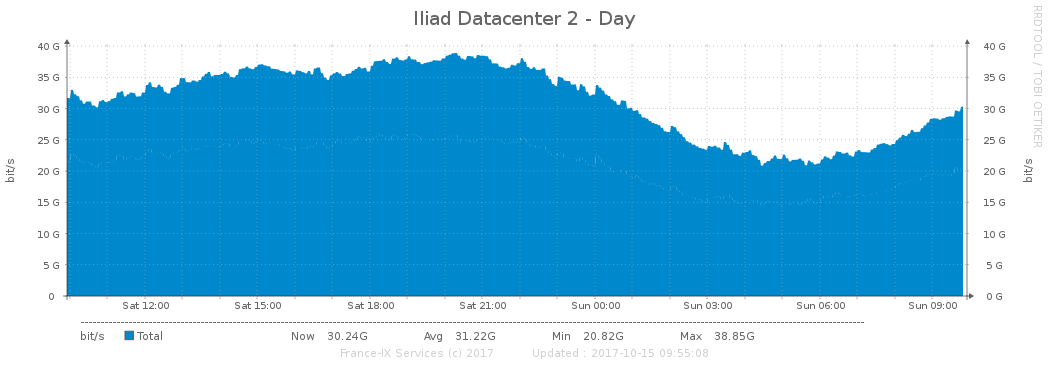 Iliad Datacenter 2 - Day
RRDTOOL / TOBI OETIKER
40 G 40 G
35 G 35 G
30 G 30 G
25 G 25 G
20 G 20 G
15 G 15 G
10 G 10 G
5 G 5 G
0 0 G
bit/s bit/s
Sat 12:00 Sat 15:00 Sat 18:00 Sat 21:00 Sun 00:00 Sun 03:00 Sun 06:00 Sun 09:00
bit/s Total Now 30.24G Avg 31.22G Min 20.82G Max 38.85G
France-IX Services (c) 2017 Updated : 2017-10-15 09:55:08